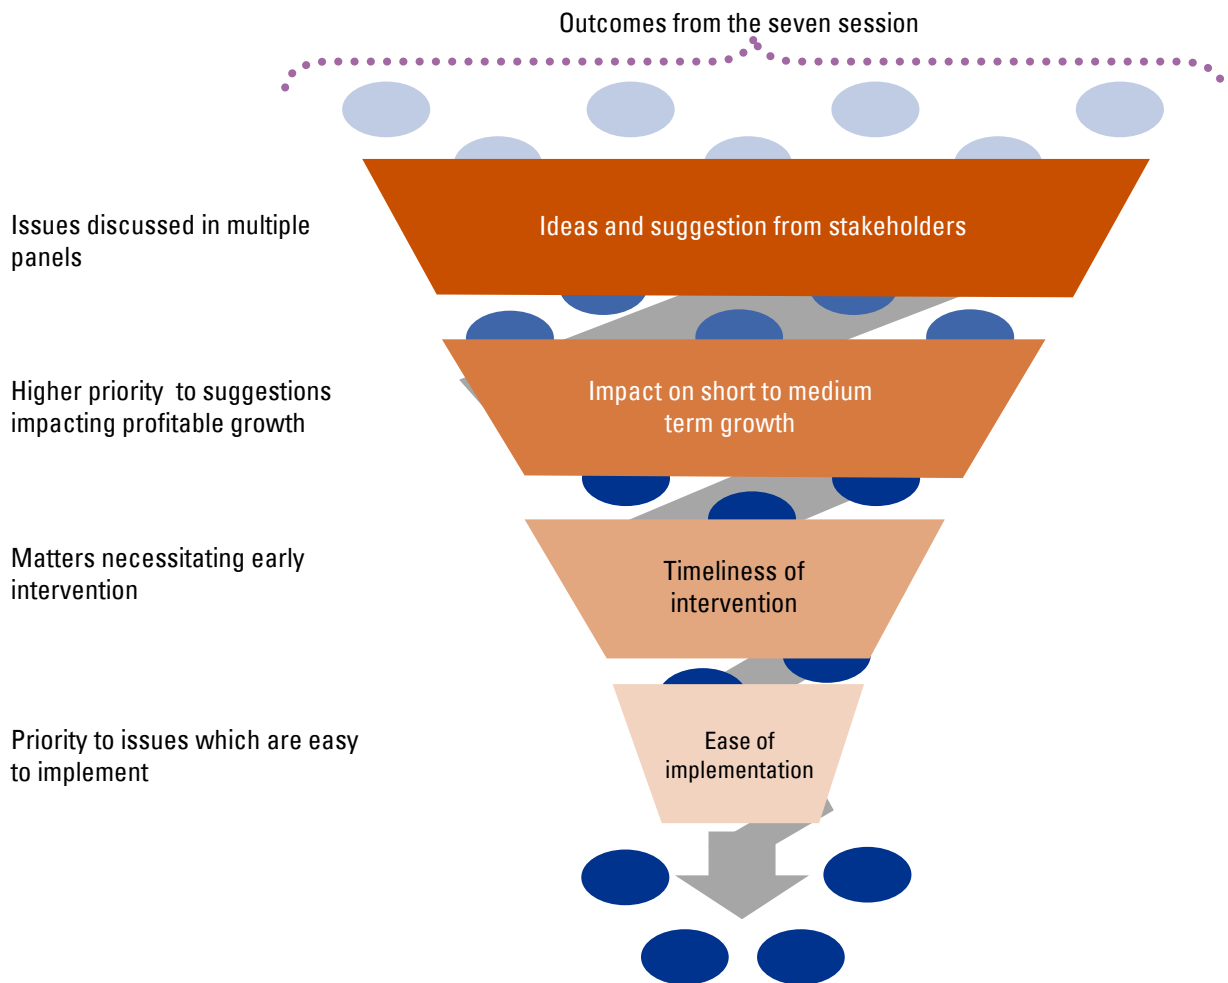 Outcomes from the seven session
Issues discussed in multiple
panels
Ideas and suggestion from stakeholders
Higher priority  to suggestions
impacting profitable growth
Impact on short to medium
term growth
Matters necessitating early
intervention
Timeliness of
intervention
Priority to issues which are easy
to implement
Ease of
implementation